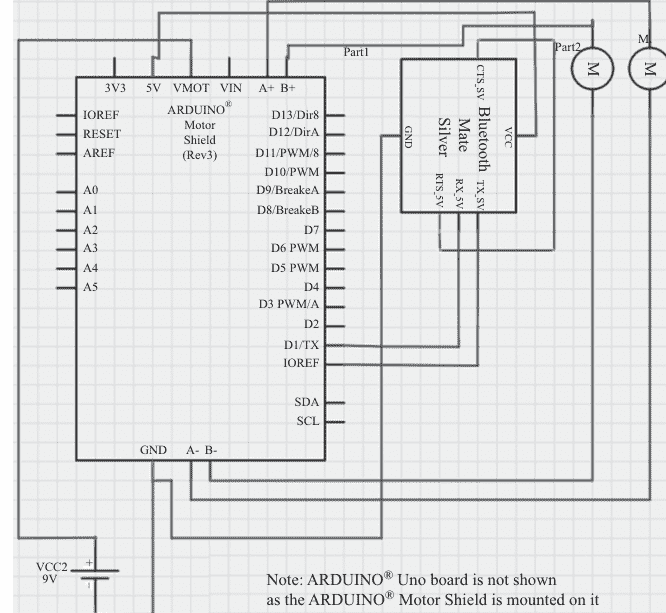 Part1
Part2
M
3V3 5V VMOT VIN A+ B+
ARDUINO®
Motor
Shield
(Rev3)
IOREF
RESET
AREF
A0
A1
A2
A3
A4
A5
D13/Dir8
D12/DirA
D11/PWM/8
D10/PWM
D9/BreakeA
D8/BreakeB
D7
D6 PWM
D5 PWM
D4
D3 PWM/A
D2
D1/TX
IOREF
SDA
SCL
GND A- B-
CTS_5V
GND
Bluetooth
Mate
Silver
VCC
RTS_5V
RX_5V
TX_5V
M
M
VCC2
9V
+
-
Note: ARDUINO® Uno board is not shown
as the ARDUINO® Motor Shield is mounted on it